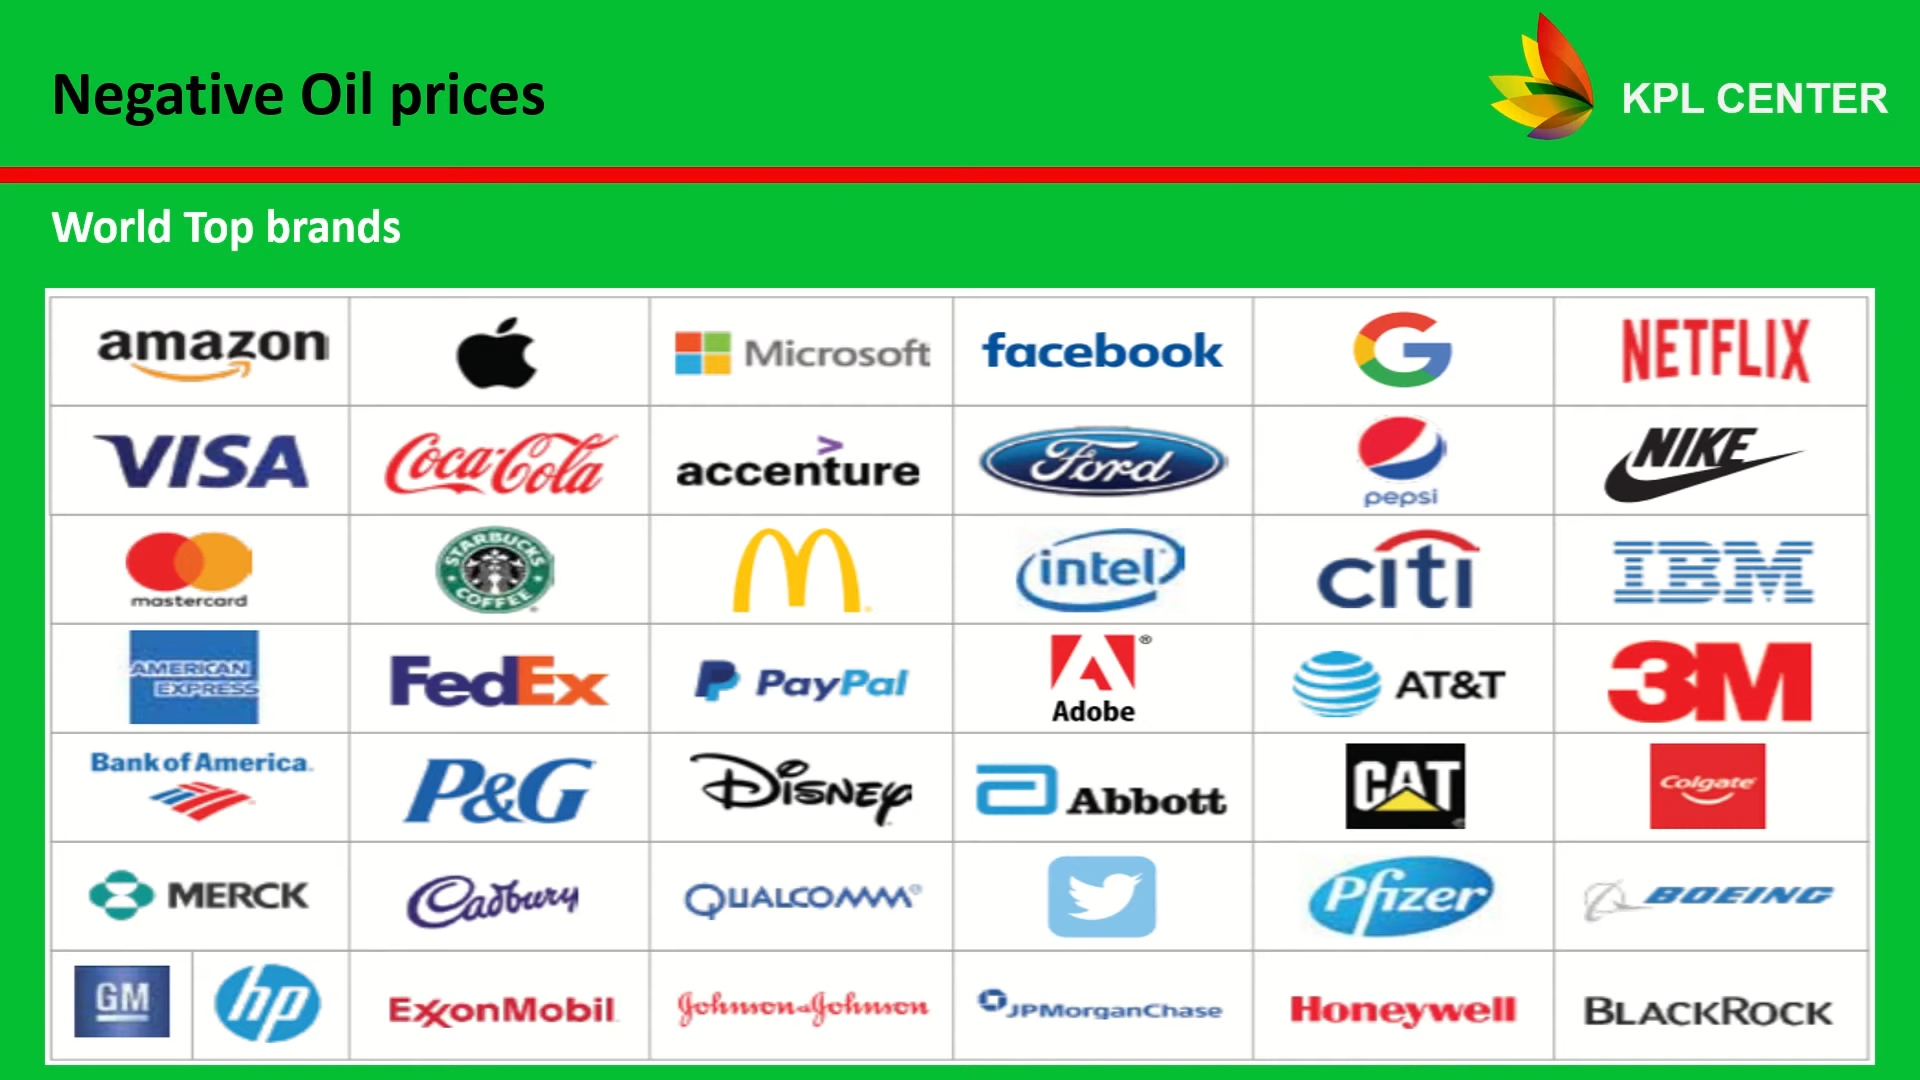 Negative Oil prices
KPL CENTER
World Top brands
amazon
Microsoft
facebook
G
NETFLIX
VISA
Coca-Cola
accenture
>
Ford
pepsi
NIKE
mastercard
STARBUCKS
COFFEE
M
intel
citi
IBM
AMERICAN
EXPRESS
FedEx
PayPal
Adobe
AT&T
3M
Bank of America
P&G
Disney
Abbott
CAT
Colgate
MERCK
Cadbury
QUALCOMM®
Pfizer
BOEING
GM
hp
ExxonMobil
Johnson&Johnson
JPMorganChase
Honeywell
BLACKROCK